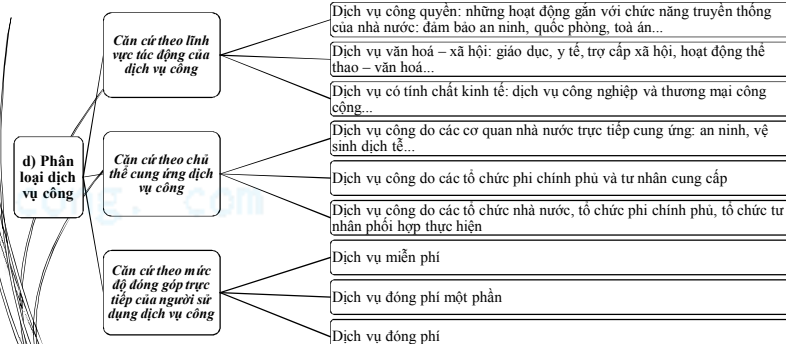 Dịch vụ công quyền: những hoạt động gắn với chức năng truyền thống
của nhà nước: đảm bảo an ninh, quốc phòng, toà án...
Căn cứ theo lĩnh
vực tác động của
dịch vụ công
Dịch vụ văn hoá – xã hội: giáo dục, y tế, trợ cấp xã hội, hoạt động thể
thao – văn hoá...
Dịch vụ có tính chất kinh tế: dịch vụ công nghiệp và thương mại công
cộng...
d) Phân
loại dịch
vụ công
Dịch vụ công do các cơ quan nhà nước trực tiếp cung ứng: an ninh, vệ
sinh dịch tễ...
Căn cứ theo chủ
thể cung ứng dịch
vụ công
Dịch vụ công do các tổ chức phi chính phủ và tư nhân cung cấp
Dịch vụ công do các tổ chức nhà nước, tổ chức phi chính phủ, tổ chức tư
nhân phối hợp thực hiện
Căn cứ theo mức
độ đóng góp trực
tiếp của người sử
dụng dịch vụ công
Dịch vụ miễn phí
Dịch vụ đóng phí một phần
Dịch vụ đóng phí
cong. com